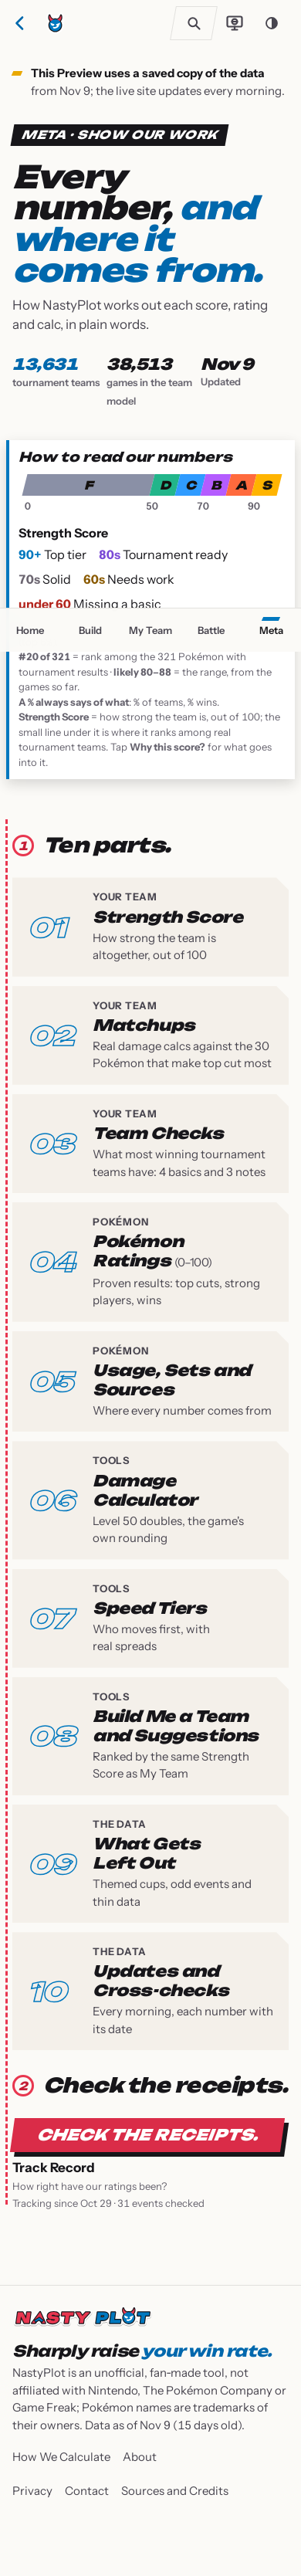 This Preview uses a saved copy of the data
from Nov 9; the live site updates every morning.
META · SHOW OUR WORK
Every
number, and
where it
comes from.
How NastyPlot works out each score, rating
and calc, in plain words.
13,631
tournament teams
38,513
games in the team
model
Nov 9
Updated
How to read our numbers
F D C B A S
0 50 70 90
Strength Score
90+ Top tier 80s Tournament ready
70s Solid 60s Needs work
under 60 Missing a basic
Home Build My Team Battle Meta
#20 of 321 = rank among the 321 Pokémon with
tournament results · likely 80–88 = the range, from the
games so far.
A % always says of what: % of teams, % wins.
Strength Score = how strong the team is, out of 100; the
small line under it is where it ranks among real
tournament teams. Tap Why this score? for what goes
into it.
1 Ten parts.
01
YOUR TEAM
Strength Score
How strong the team is
altogether, out of 100
02
YOUR TEAM
Matchups
Real damage calcs against the 30
Pokémon that make top cut most
03
YOUR TEAM
Team Checks
What most winning tournament
teams have: 4 basics and 3 notes
04
POKÉMON
Pokémon
Ratings (0–100)
Proven results: top cuts, strong
players, wins
05
POKÉMON
Usage, Sets and
Sources
Where every number comes from
06
TOOLS
Damage
Calculator
Level 50 doubles, the game's
own rounding
07
TOOLS
Speed Tiers
Who moves first, with
real spreads
08
TOOLS
Build Me a Team
and Suggestions
Ranked by the same Strength
Score as My Team
09
THE DATA
What Gets
Left Out
Themed cups, odd events and
thin data
10
THE DATA
Updates and
Cross-checks
Every morning, each number with
its date
2 Check the receipts.
CHECK THE RECEIPTS.
Track Record
How right have our ratings been?
Tracking since Oct 29 · 31 events checked
NASTY PLOT
Sharply raise your win rate.
NastyPlot is an unofficial, fan-made tool, not
affiliated with Nintendo, The Pokémon Company or
Game Freak; Pokémon names are trademarks of
their owners. Data as of Nov 9 (15 days old).
How We Calculate About
Privacy Contact Sources and Credits